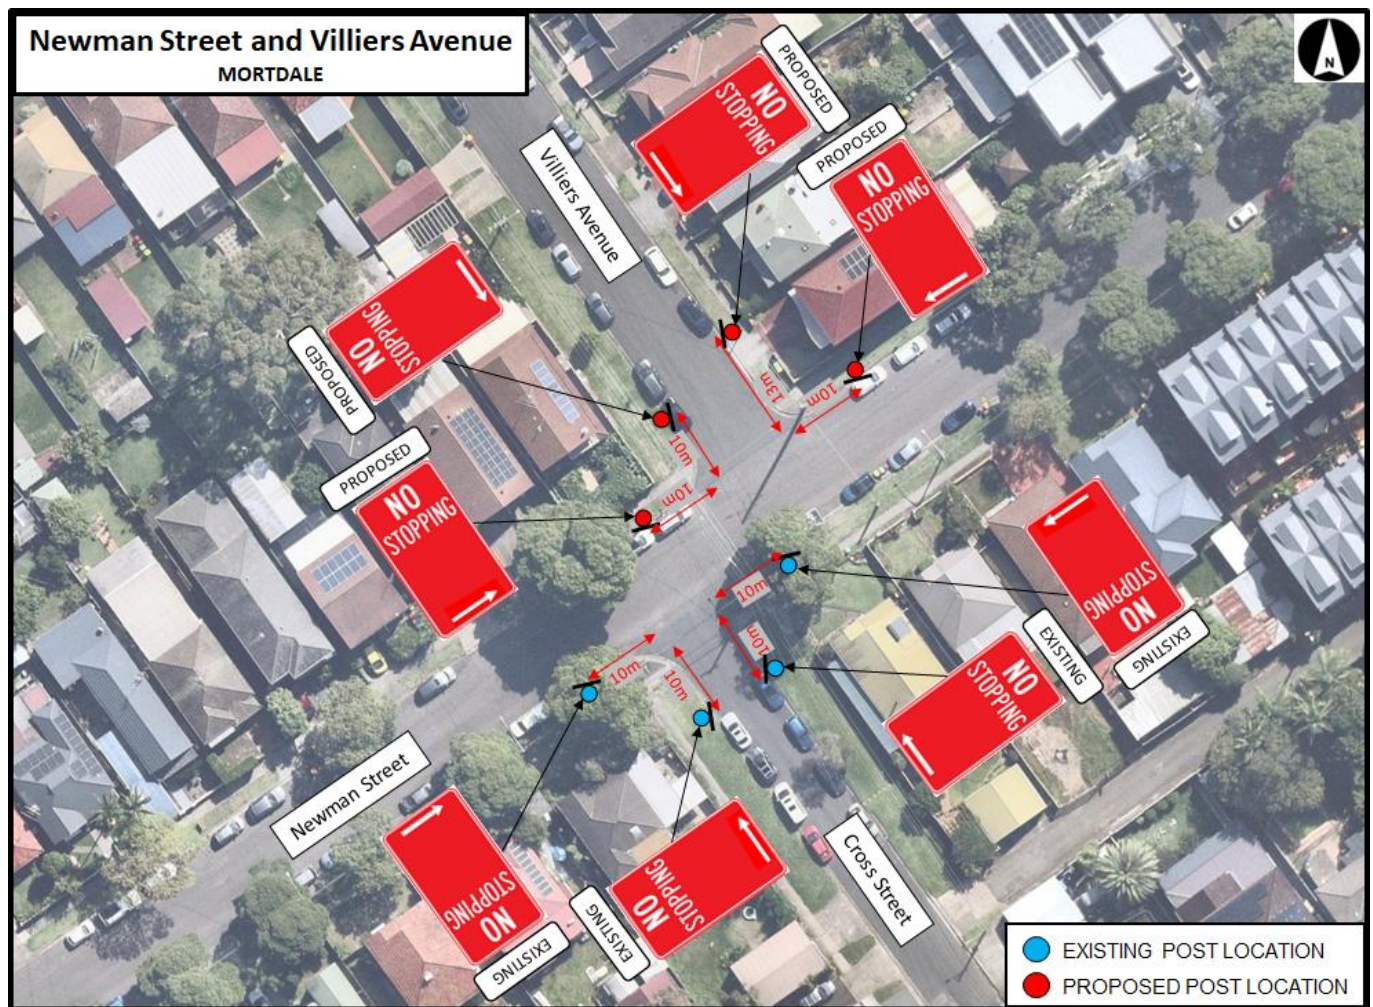 Newman Street and Villiers Avenue
MORTDALE
N
PROPOSED
NO
STOPPING
PROPOSED
NO
STOPPING
Villiers Avenue
NO
STOPPING
PROPOSED
13m
10m
PROPOSED
NO
STOPPING
10m
10m
10m
10m
NO
STOPPING
EXISTING
NO
STOPPING
EXISTING
10m
10m
Newman Street
NO
STOPPING
EXISTING
NO
STOPPING
EXISTING
Cross Street
EXISTING POST LOCATION
PROPOSED POST LOCATION